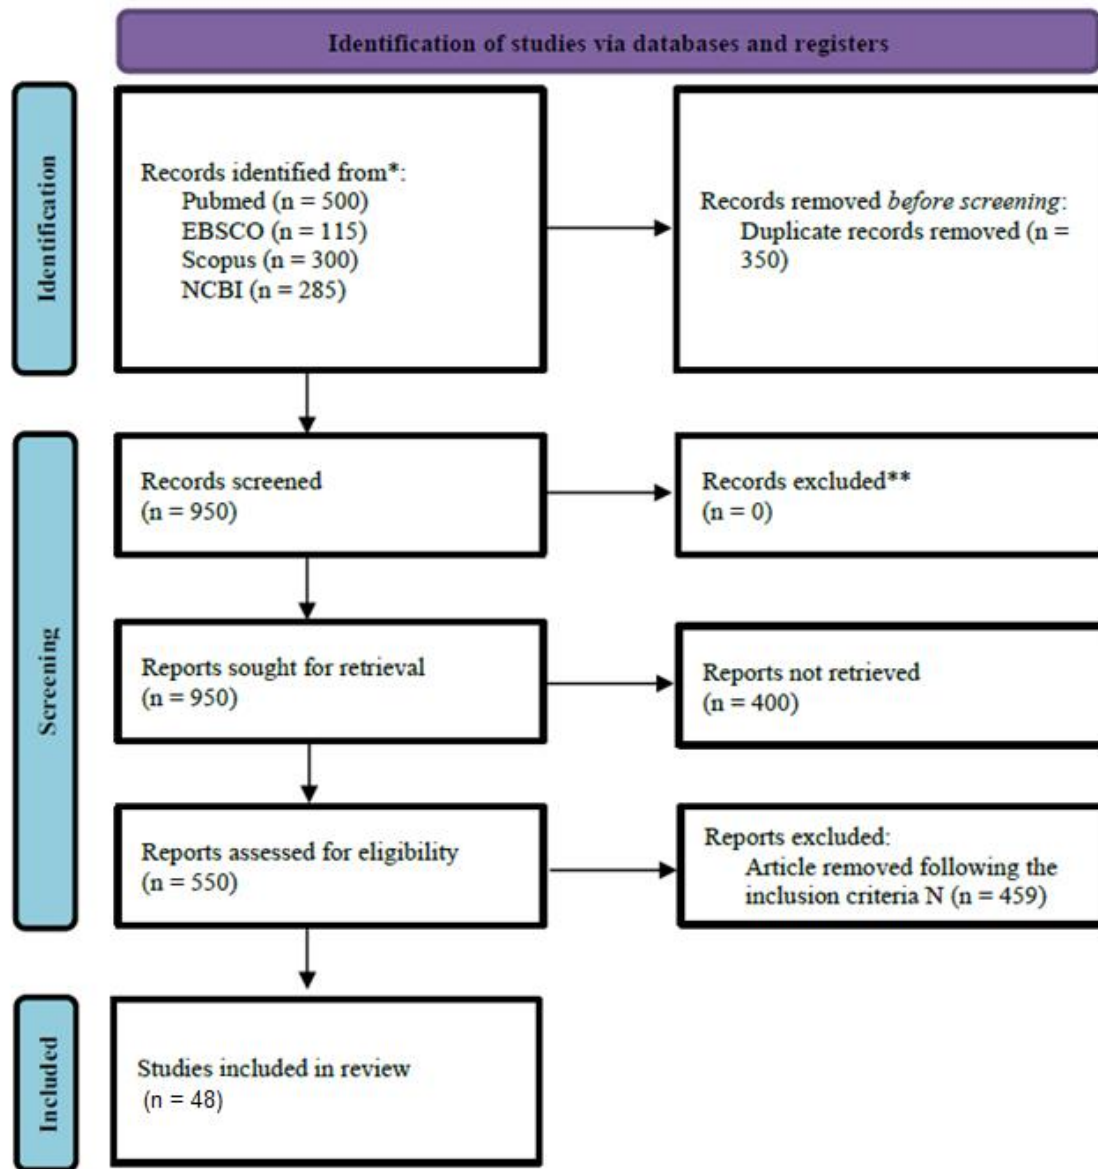 Identification of studies via databases and registers
Identification
Records identified from*:
Pubmed (n = 500)
EBSCO (n = 115)
Scopus (n = 300)
NCBI (n = 285)
Records removed before screening:
Duplicate records removed (n =
350)
Screening
Records screened
(n = 950)
Records excluded**
(n = 0)
Reports sought for retrieval
(n = 950)
Reports not retrieved
(n = 400)
Reports assessed for eligibility
(n = 550)
Reports excluded:
Article removed following the
inclusion criteria N (n = 459)
Included
Studies included in review
(n = 48)